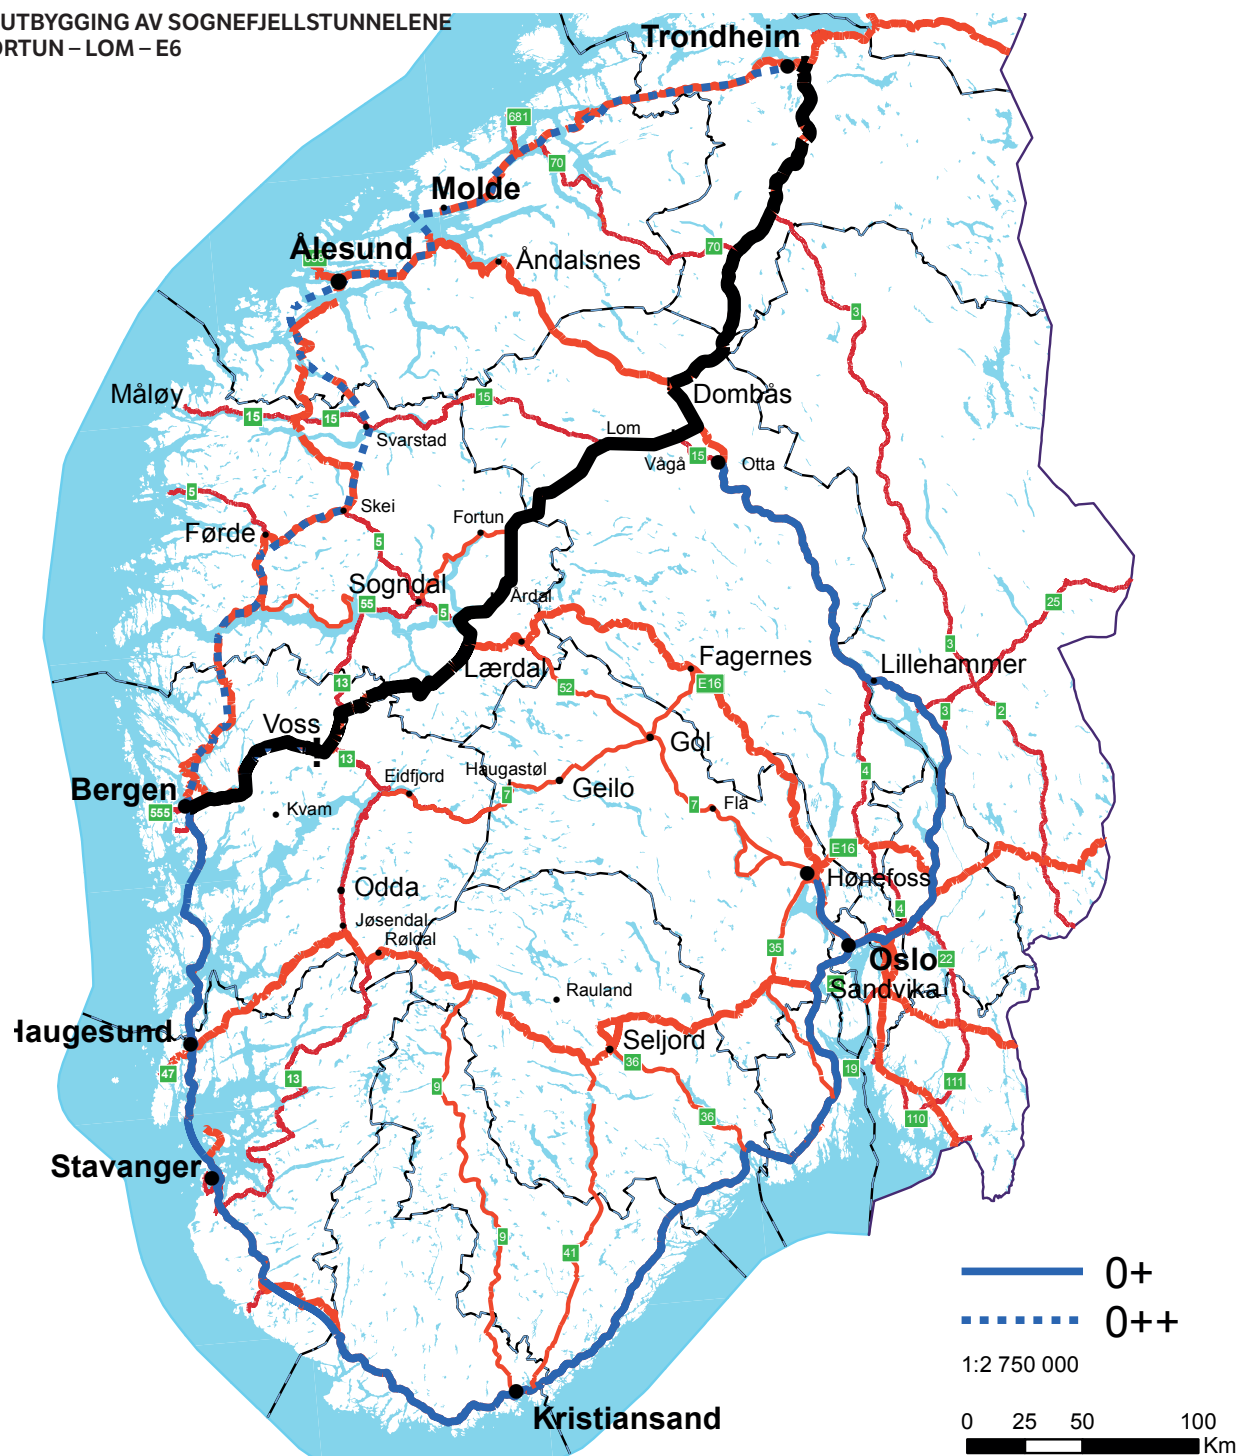 UTBYGGING AV SOGNEFJELLSTUNNELENE
ORTUN – LOM – E6
Trondheim
681
Molde
70
Ålesund
70
Åndalsnes
3
Dombås
Måløy
15
15
15
Svarstad
Lom
Vågå
15
Otta
5
Skei
Fortun
Førde
5
Sogndal
55
5
Årdal
25
3
Lærdal
Fagernes
Lillehammer
13
52
E16
3
2
Voss
Gol
13
Eidfjord
Haugastøl
4
Bergen
Geilo
7
7
Fla
555
Kvam
E16
Hønefoss
Odda
4
Jøsendal
Røldal
35
Oslo
22
Sandvika
Rauland
Haugesund
Seljord
36
47
13
9
19
111
36
110
Stavanger
9
41
0+
0++
1:2 750 000
Kristiansand
0 25 50 100
Km